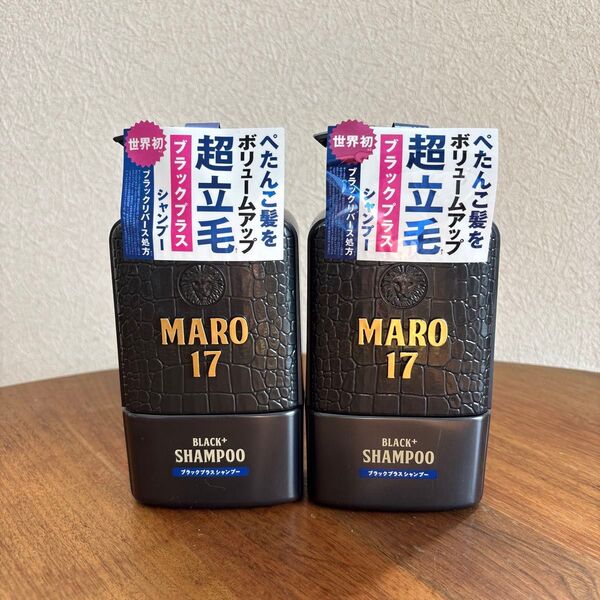 世界初
ぺたんこ髪を
ボリュームアップ
超立毛
ブラックプラス
シャンプー
ブラックリバース処方
MARO
17
BLACK+
SHAMPOO
ブラックプラスシャンプー
世界初
ぺたんこ髪を
ボリュームアップ
超立毛
ブラックプラス
シャンプー
ブラックリバース処方
MARO
17
BLACK+
SHAMPOO
ブラックプラスシャンプー